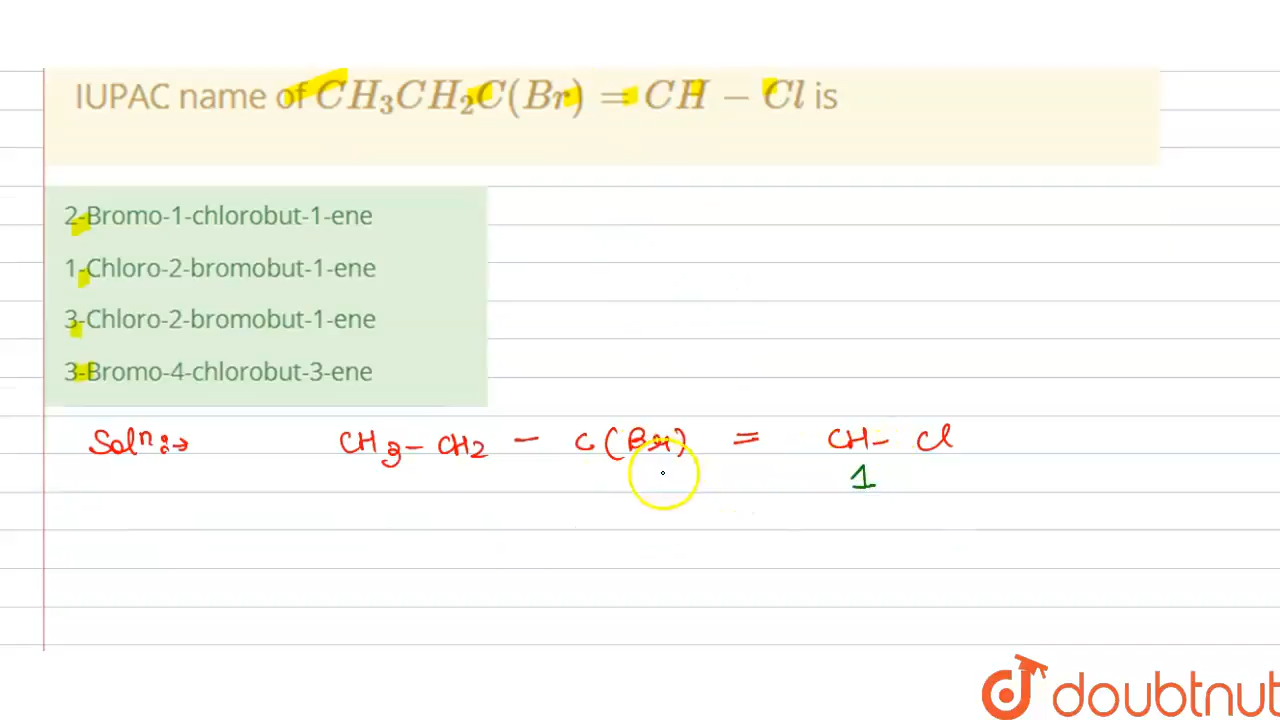 IUPAC name of CH₃CH₂C(Br) = CH − Cl is
2-Bromo-1-chlorobut-1-ene
1-Chloro-2-bromobut-1-ene
3-Chloro-2-bromobut-1-ene
3-Bromo-4-chlorobut-3-ene
Solⁿ:→ CH₃ – CH₂ – C(Br) = CH – Cl
1
doubtnut